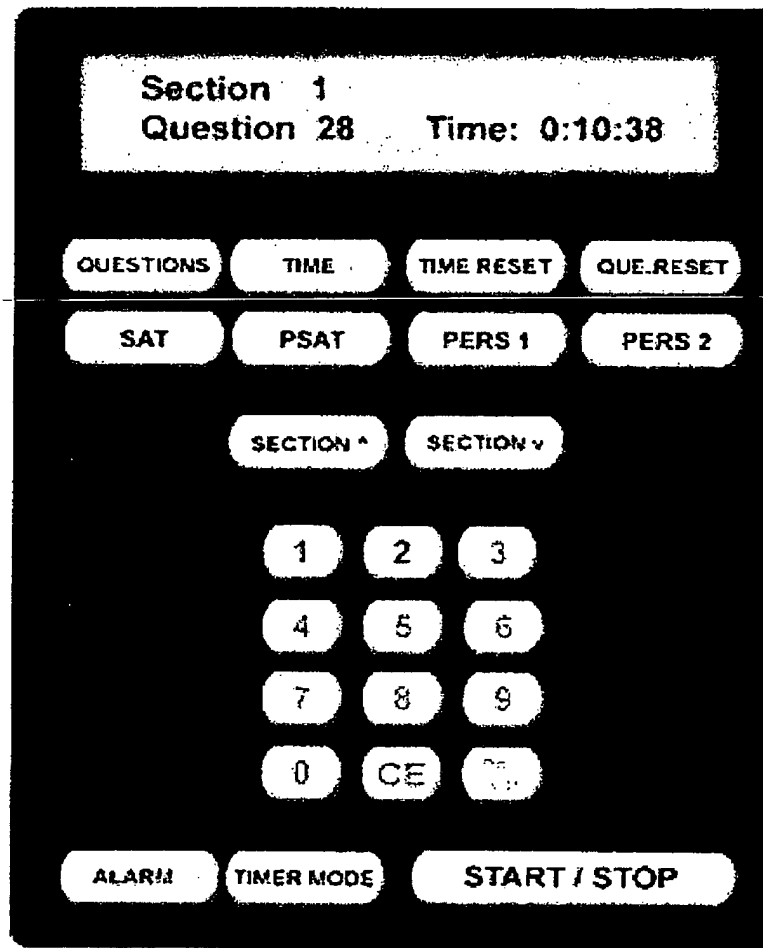 Section 1
Question 28 Time: 0:10:38
QUESTIONS TIME TIME RESET QUE.RESET
SAT PSAT PERS 1 PERS 2
SECTION ^ SECTION v
1 2 3
4 5 6
7 8 9
0 CE
ALARM TIMER MODE START / STOP